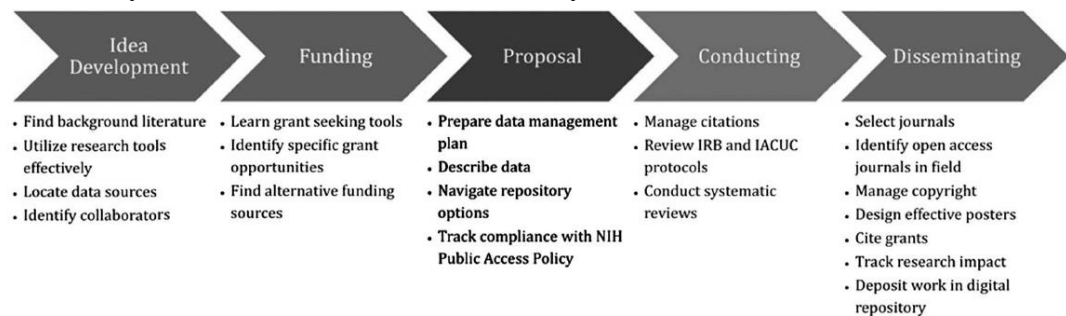 Idea
Development
Funding
Proposal
Conducting
Disseminating
• Find background literature
• Utilize research tools
effectively
• Locate data sources
• Identify collaborators
• Learn grant seeking tools
• Identify specific grant
opportunities
• Find alternative funding
sources
• Prepare data management
plan
• Describe data
• Navigate repository
options
• Track compliance with NIH
Public Access Policy
• Manage citations
• Review IRB and IACUC
protocols
• Conduct systematic
reviews
• Select journals
• Identify open access
journals in field
• Manage copyright
• Design effective posters
• Cite grants
• Track research impact
• Deposit work in digital
repository